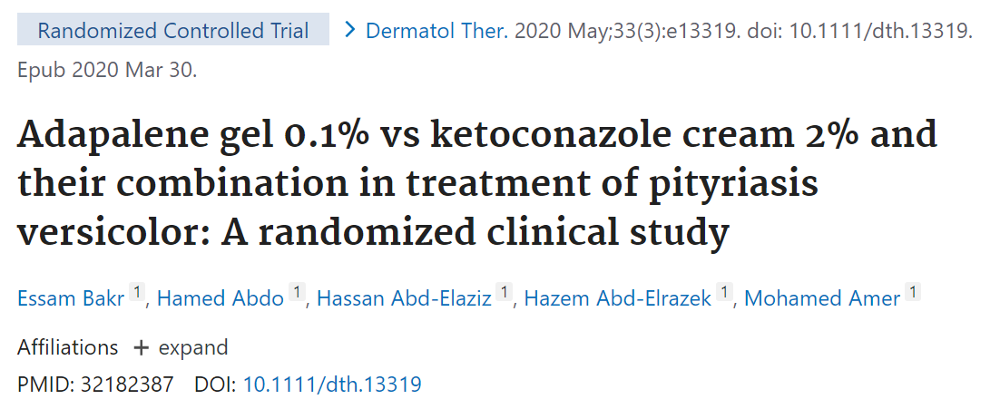 Randomized Controlled Trial > Dermatol Ther. 2020 May;33(3):e13319. doi: 10.1111/dth.13319.
Epub 2020 Mar 30.
Adapalene gel 0.1% vs ketoconazole cream 2% and
their combination in treatment of pityriasis
versicolor: A randomized clinical study
Essam Bakr 1, Hamed Abdo 1, Hassan Abd-Elaziz 1, Hazem Abd-Elrazek 1, Mohamed Amer 1
Affiliations + expand
PMID: 32182387 DOI: 10.1111/dth.13319